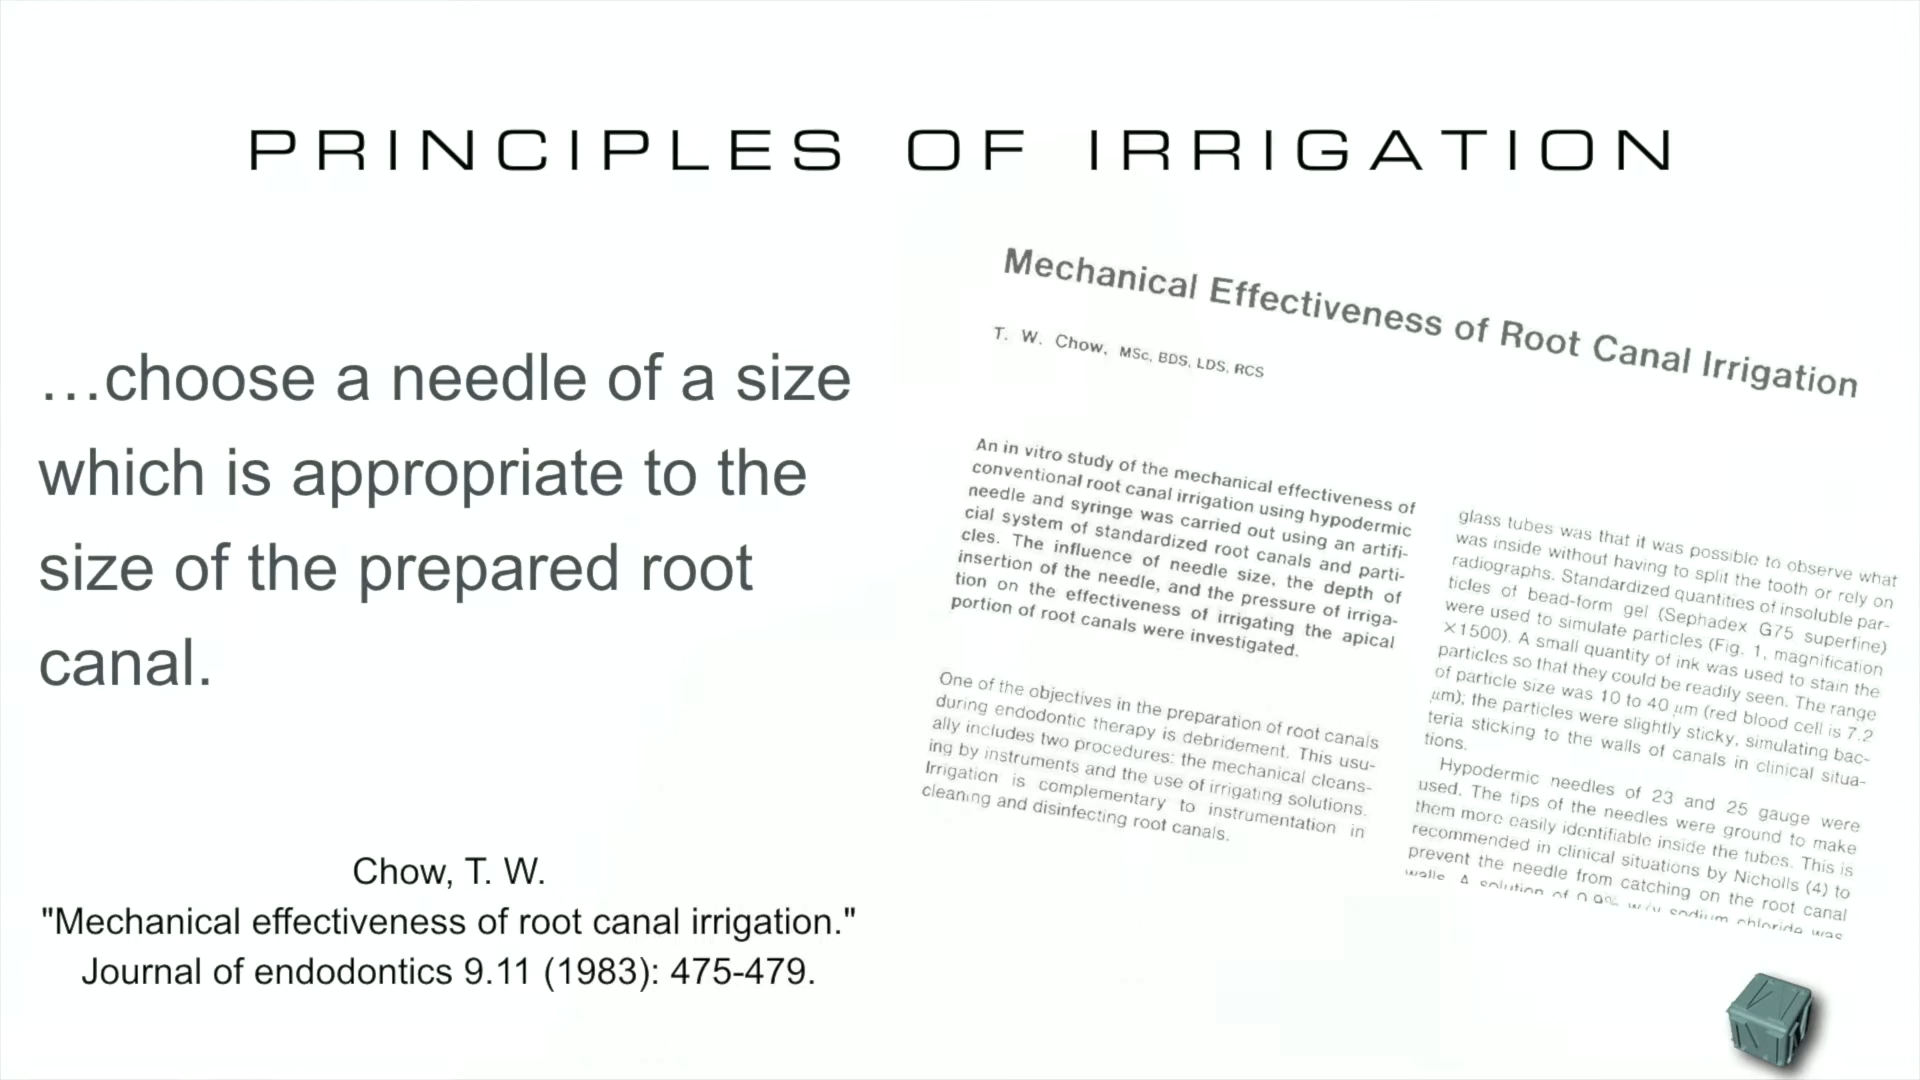 PRINCIPLES OF IRRIGATION
…choose a needle of a size
which is appropriate to the
size of the prepared root
canal.
Chow, T. W.
"Mechanical effectiveness of root canal irrigation."
Journal of endodontics 9.11 (1983): 475-479.
Mechanical Effectiveness of Root Canal Irrigation
T. W. Chow, MSc, BDS, LDS, RCS
An in vitro study of the mechanical effectiveness of
conventional root canal irrigation using hypodermic
needle and syringe was carried out using an artifi-
cial system of standardized root canals and parti-
cles. The influence of needle size, the depth of
insertion of the needle, and the pressure of irriga-
tion on the effectiveness of irrigating the apical
portion of root canals were investigated.
One of the objectives in the preparation of root canals
during endodontic therapy is debridement. This usu-
ally includes two procedures: the mechanical cleans-
ing by instruments and the use of irrigating solutions.
Irrigation is complementary to instrumentation in
cleaning and disinfecting root canals.
glass tubes was that it was possible to observe what
was inside without having to split the tooth or rely on
radiographs. Standardized quantities of insoluble par-
ticles of bead-form gel (Sephadex G75 superfine)
were used to simulate particles (Fig. 1, magnification
×1500). A small quantity of ink was used to stain the
particles so that they could be readily seen. The range
of particle size was 10 to 40 μm (red blood cell is 7.2
μm); the particles were slightly sticky, simulating bac-
teria sticking to the walls of canals in clinical situa-
tions.
Hypodermic needles of 23 and 25 gauge were
used. The tips of the needles were ground to make
them more easily identifiable inside the tubes. This is
recommended in clinical situations by Nicholls (4) to
prevent the needle from catching on the root canal
walls. A solution of 0.9% w/v sodium chloride was